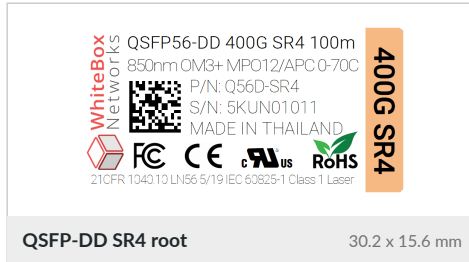 WhiteBox
Networks
QSFP56-DD 400G SR4 100m
850nm OM3+ MPO12/APC 0-70C
P/N: Q56D-SR4
S/N: 5KUN01011
MADE IN THAILAND
FC CE c RU US RoHS
21CFR 1040.10 LN56 5/19 IEC 60825-1 Class 1 Laser
400G SR4
QSFP-DD SR4 root
30.2 x 15.6 mm